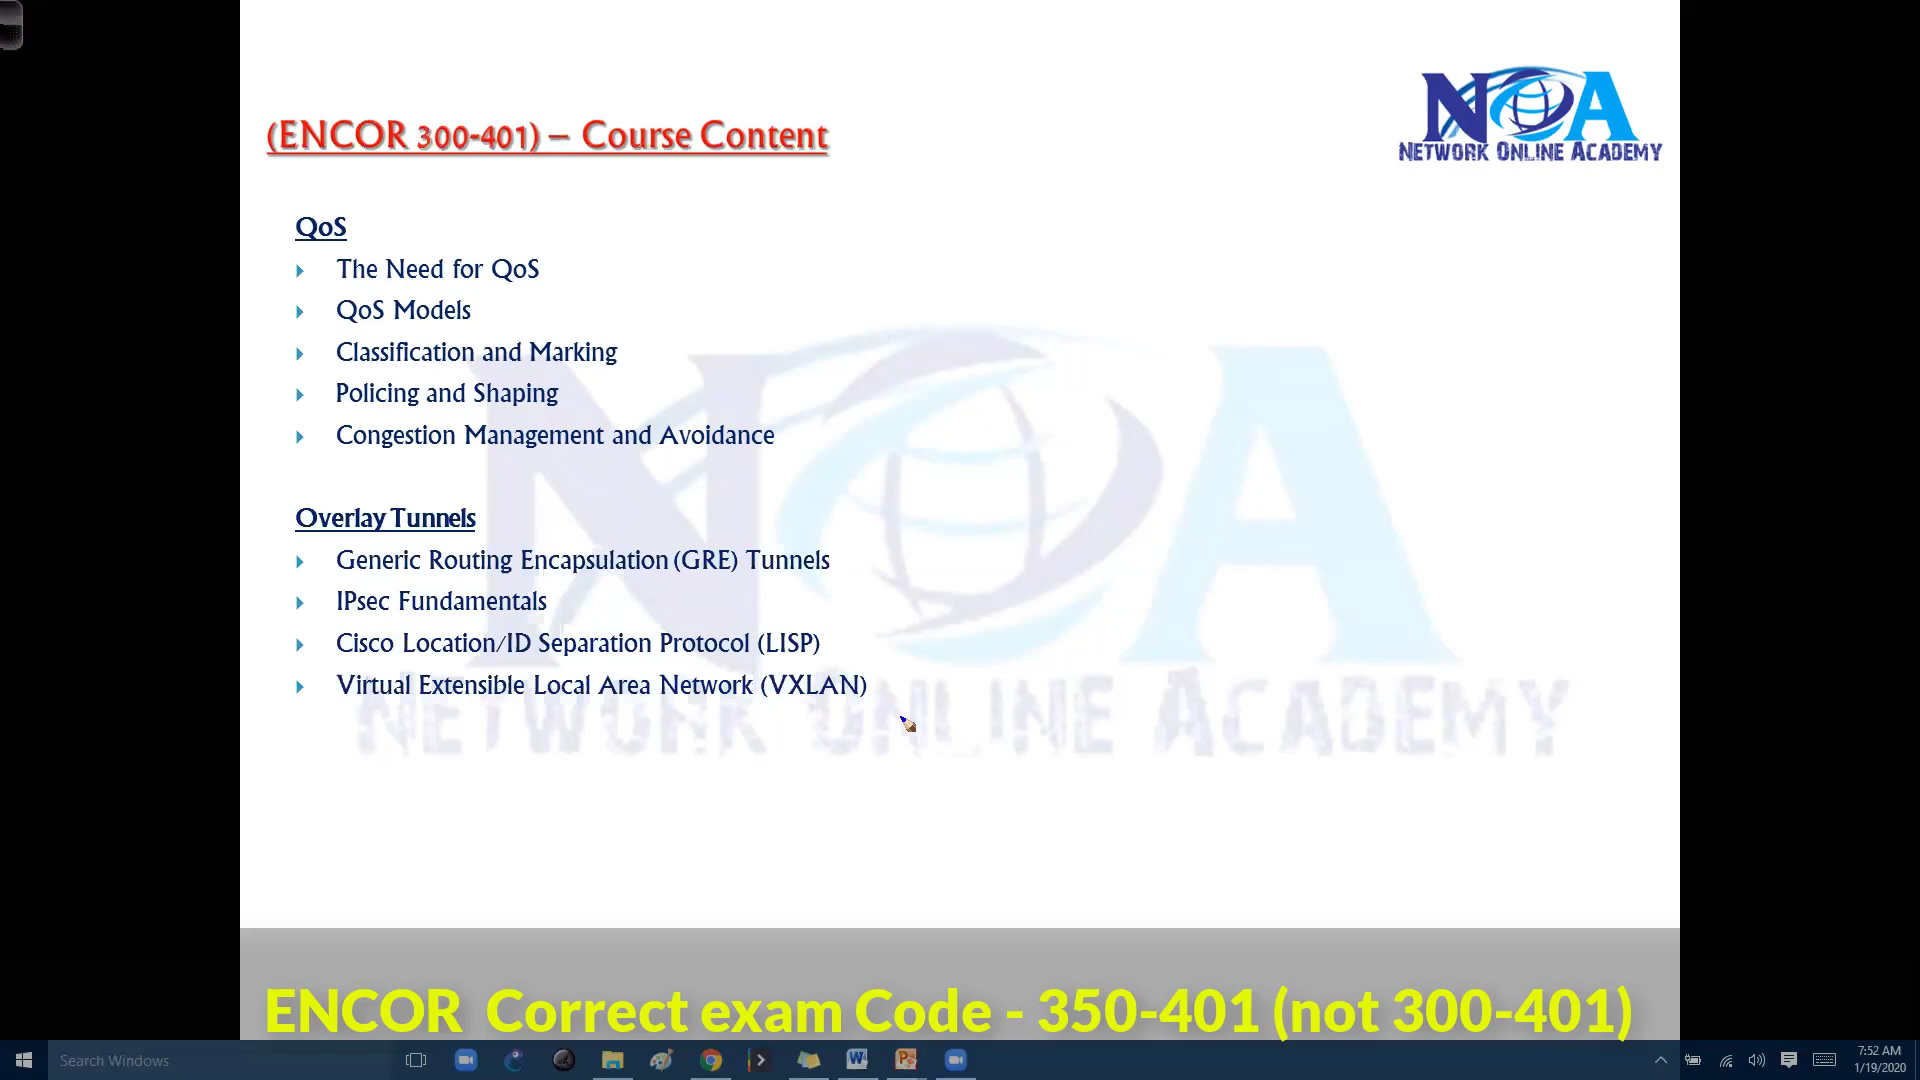 (ENCOR 300-401) – Course Content
NOA
NETWORK ONLINE ACADEMY
QoS
The Need for QoS
QoS Models
Classification and Marking
Policing and Shaping
Congestion Management and Avoidance
Overlay Tunnels
Generic Routing Encapsulation (GRE) Tunnels
IPsec Fundamentals
Cisco Location/ID Separation Protocol (LISP)
Virtual Extensible Local Area Network (VXLAN)
NOA
NETWORK ONLINE ACADEMY
ENCOR Correct exam Code - 350-401 (not 300-401)
Search Windows
7:52 AM
1/19/2020